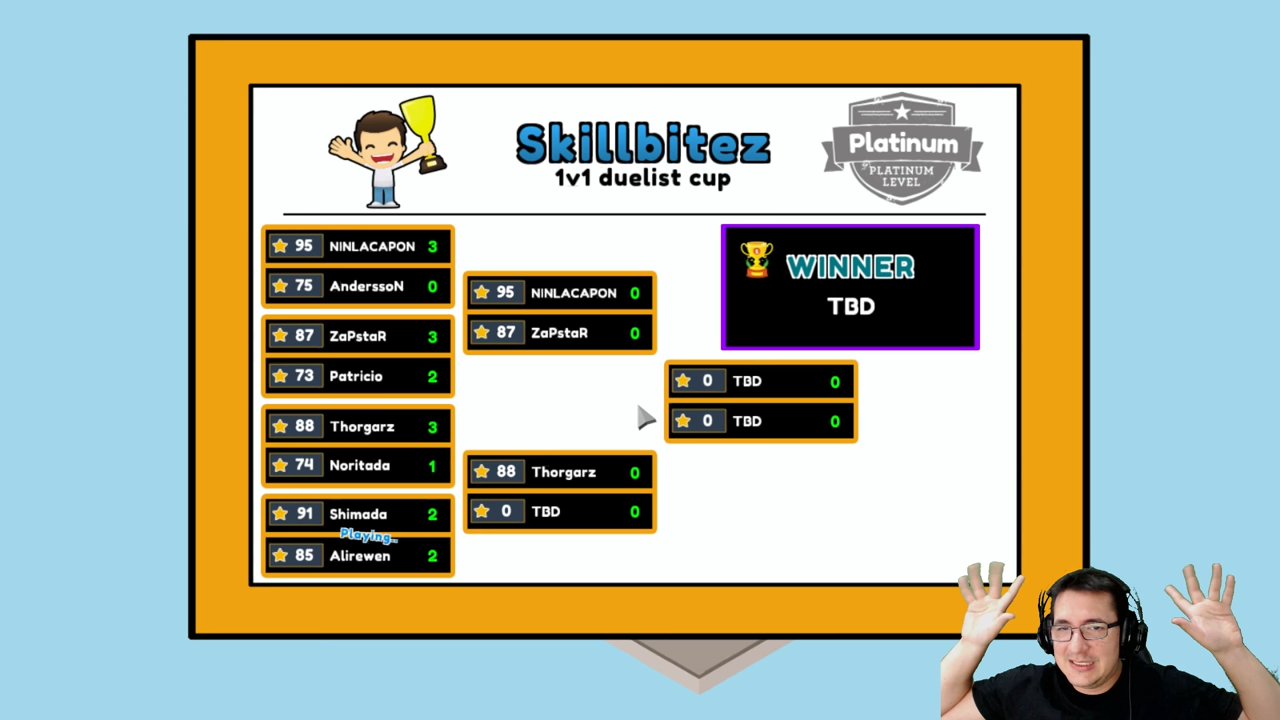 Skillbitez
1v1 duelist cup
Platinum
PLATINUM
LEVEL
95 NINLACAPON 3
75 AnderssoN 0
87 ZaPstaR 3
73 Patricio 2
88 Thorgarz 3
74 Noritada 1
91 Shimada 2
Playing..
85 Alirewen 2
95 NINLACAPON 0
87 ZaPstaR 0
88 Thorgarz 0
0 TBD 0
0 TBD 0
0 TBD 0
WINNER
TBD